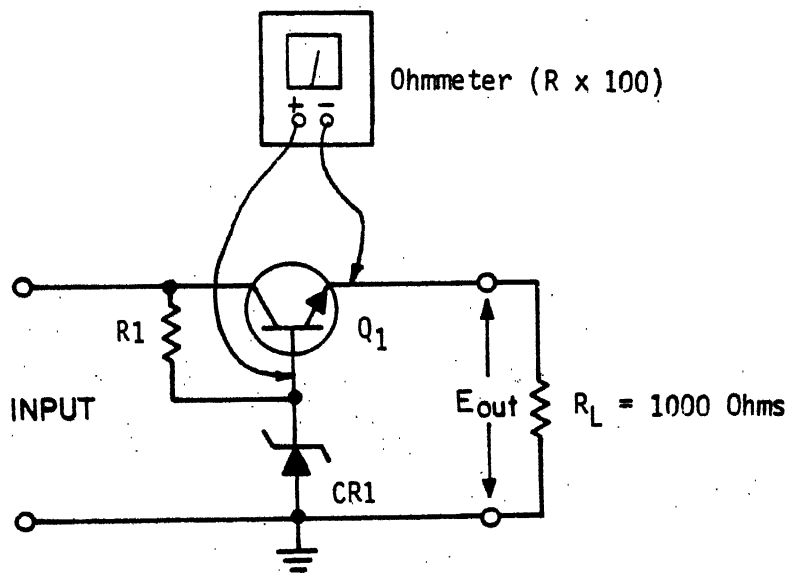 Ohmmeter (R x 100)
+ -
R1
Q1
INPUT
Eout
RL = 1000 Ohms
CR1